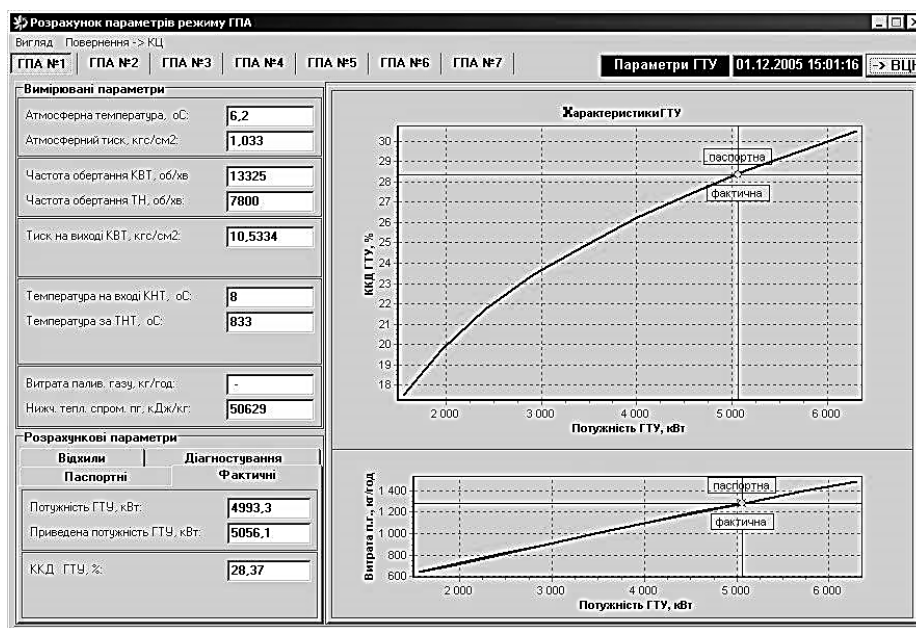 Розрахунок параметрів режиму ГПА
Вигляд Повернення -> КЦ
ГПА №1 ГПА №2 ГПА №3 ГПА №4 ГПА №5 ГПА №6 ГПА №7 Параметри ГТУ 01.12.2005 15:01:16 -> ВЦН
Вимірювані параметри
Атмосферна температура, оС: 6,2
Атмосферний тиск, кгс/см2: 1,033
Частота обертання КВТ, об/хв 13325
Частота обертання ТН, об/хв: 7800
Тиск на виході КВТ, кгс/см2: 10,5334
Температура на вході КНТ, оС: 8
Температура за ТНТ, оС: 833
Витрата палив. газу, кг/год: -
Нижч. тепл. спром. пг, кДж/кг: 50629
Розрахункові параметри
Відхили Діагностування
Паспортні Фактичні
Потужність ГТУ, кВт: 4993,3
Приведена потужність ГТУ, кВт: 5056,1
ККД ГТУ, %: 28,37
Характеристики ГТУ
ККД ГТУ, %
30
29
28
27
26
25
24
23
22
21
20
19
18
паспортна
фактична
2 000 3 000 4 000 5 000 6 000
Потужність ГТУ, кВт
Витрата п.г., кг/год
1 400
1 200
1 000
800
600
паспортна
фактична
2 000 3 000 4 000 5 000 6 000
Потужність ГТУ, кВт